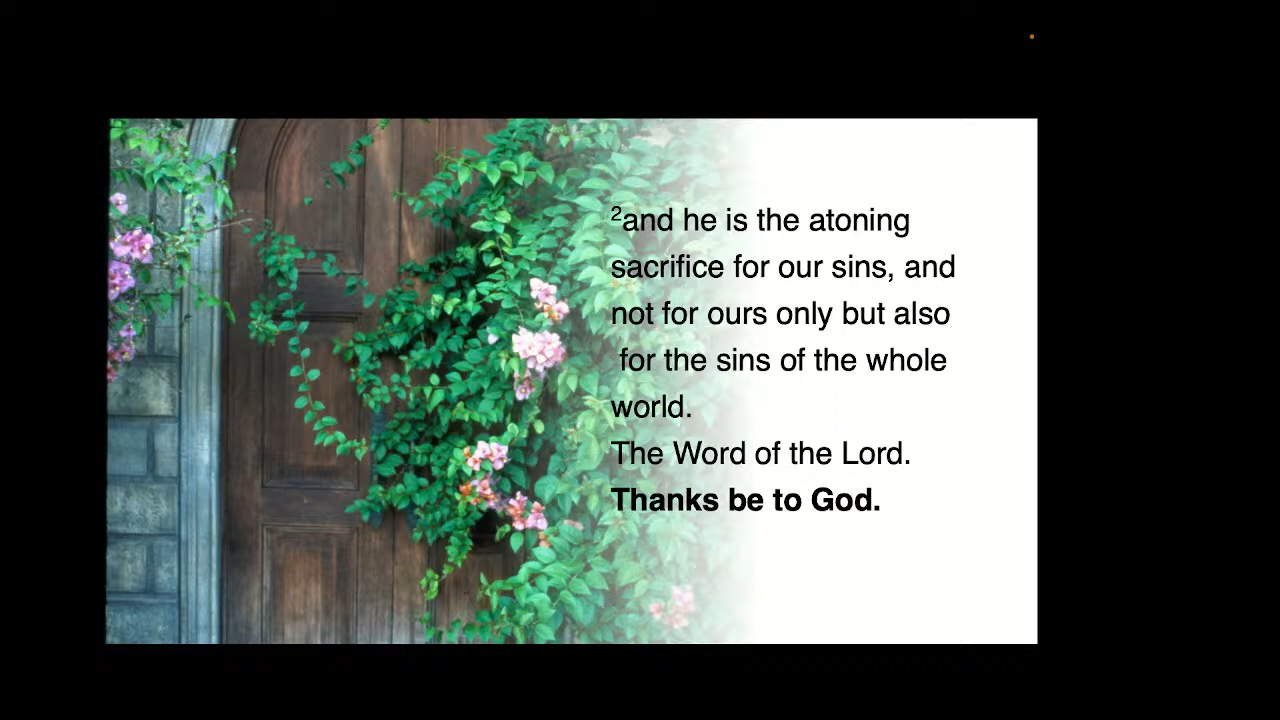 ²and he is the atoning
sacrifice for our sins, and
not for ours only but also
for the sins of the whole
world.
The Word of the Lord.
Thanks be to God.